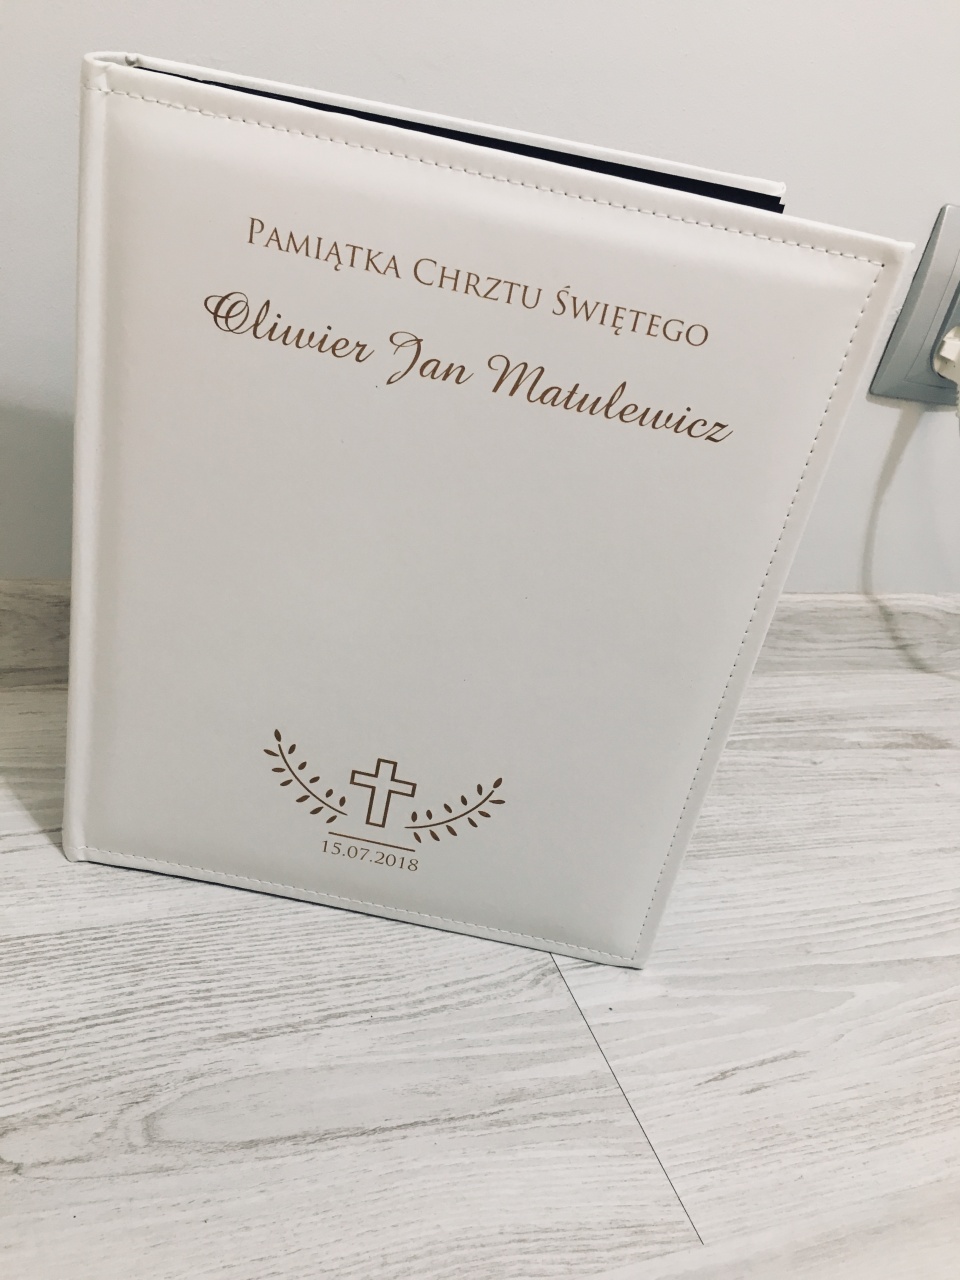 Pamiątka Chrztu Świętego
Oliwier Jan Matulewicz
15.07.2018